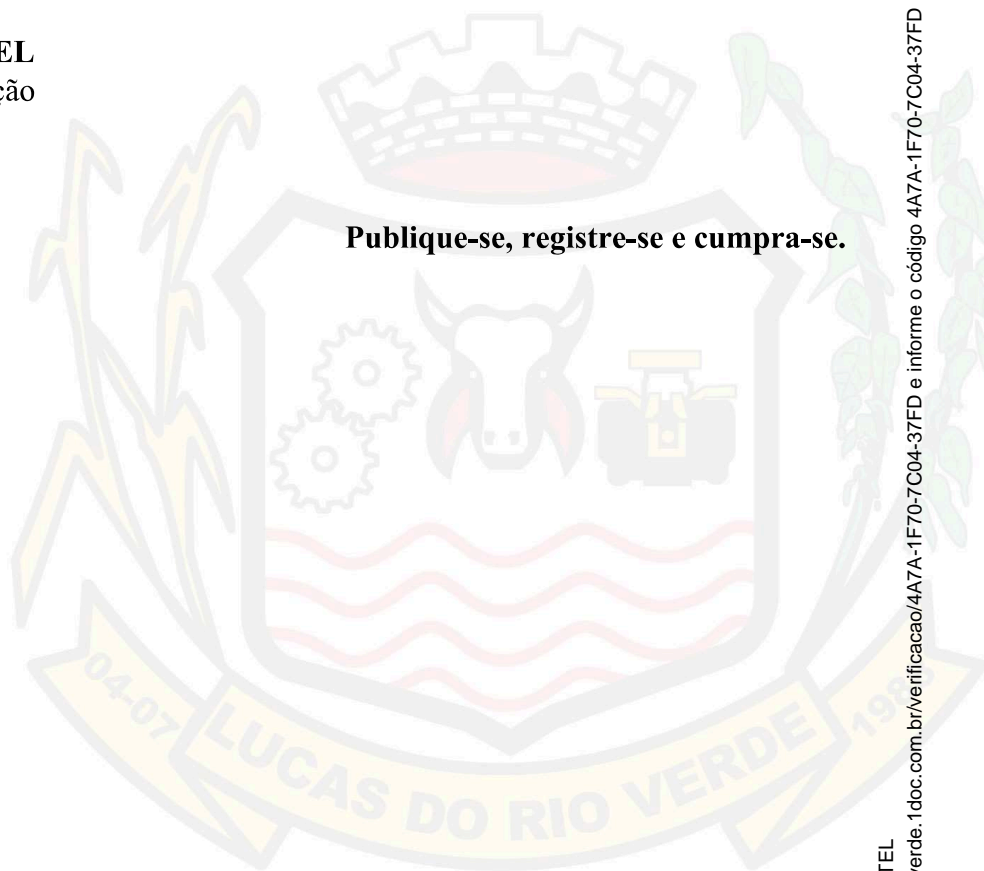 EL
ção
Publique-se, registre-se e cumpra-se.
04-07
LUCAS DO RIO VERDE
TEL
verde.1doc.com.br/verificacao/4A7A-1F70-7C04-37FD e informe o código 4A7A-1F70-7C04-37FD